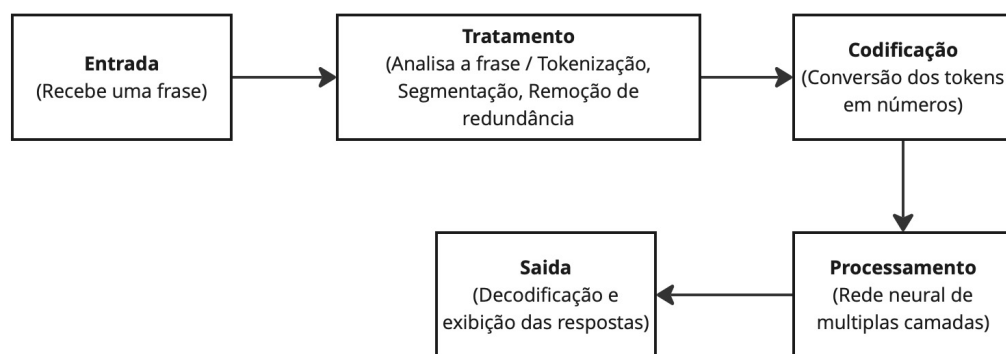 Entrada
(Recebe uma frase)
Tratamento
(Analisa a frase / Tokenização,
Segmentação, Remoção de
redundância
Codificação
(Conversão dos tokens
em números)
Processamento
(Rede neural de
multiplas camadas)
Saida
(Decodificação e
exibição das respostas)